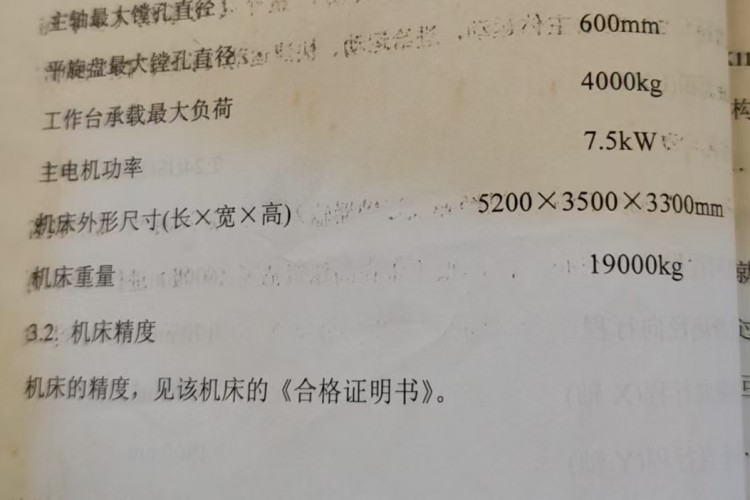 主轴最大镗孔直径
平旋盘最大镗孔直径 600mm
工作台承载最大负荷 4000kg
主电机功率 7.5kW
机床外形尺寸(长×宽×高) 5200×3500×3300mm
机床重量 19000kg
3.2. 机床精度
机床的精度，见该机床的《合格证明书》。
构
就
过